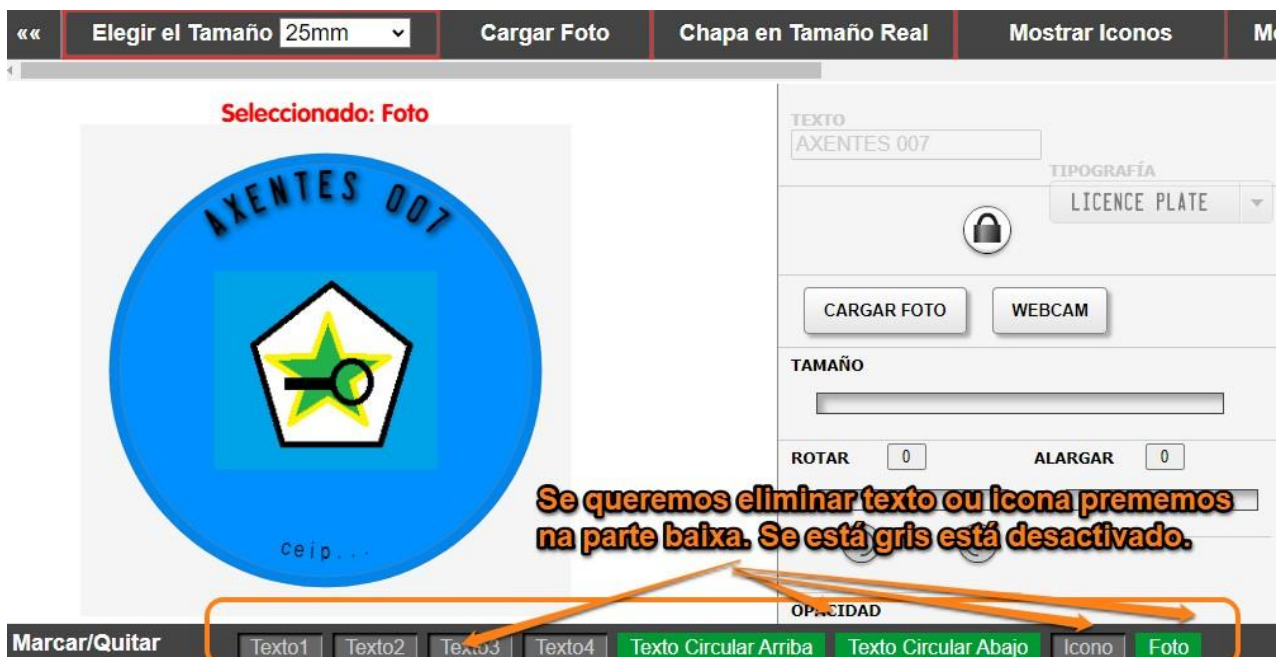 ««
Elegir el Tamaño 25mm
Cargar Foto
Chapa en Tamaño Real
Mostrar Iconos
Seleccionado: Foto
AXENTES 007
ceip...
TEXTO
AXENTES 007
TIPOGRAFÍA
LICENCE PLATE
CARGAR FOTO
WEBCAM
TAMAÑO
ROTAR 0
ALARGAR 0
Se queremos eliminar texto ou icona prememos
na parte baixa. Se está gris está desactivado.
OPACIDAD
Marcar/Quitar
Texto1
Texto2
Texto3
Texto4
Texto Circular Arriba
Texto Circular Abajo
Icono
Foto